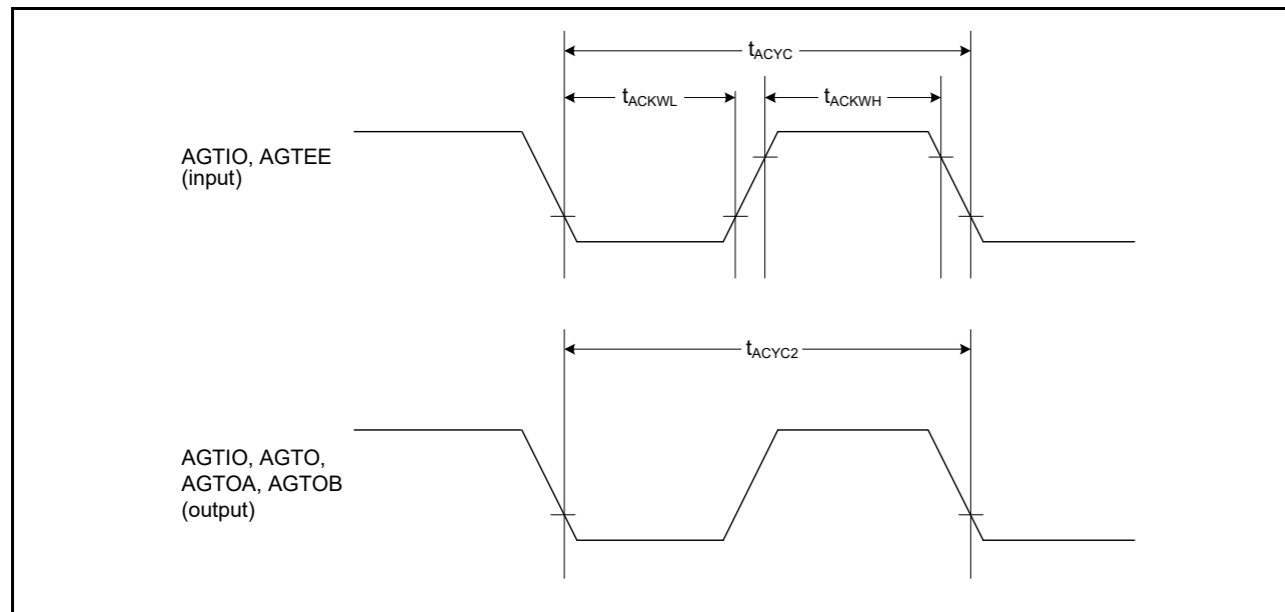 tACYC
tACKWL
tACKWH
AGTIO, AGTEE
(input)
tACYC2
AGTIO, AGTO,
AGTOA, AGTOB
(output)